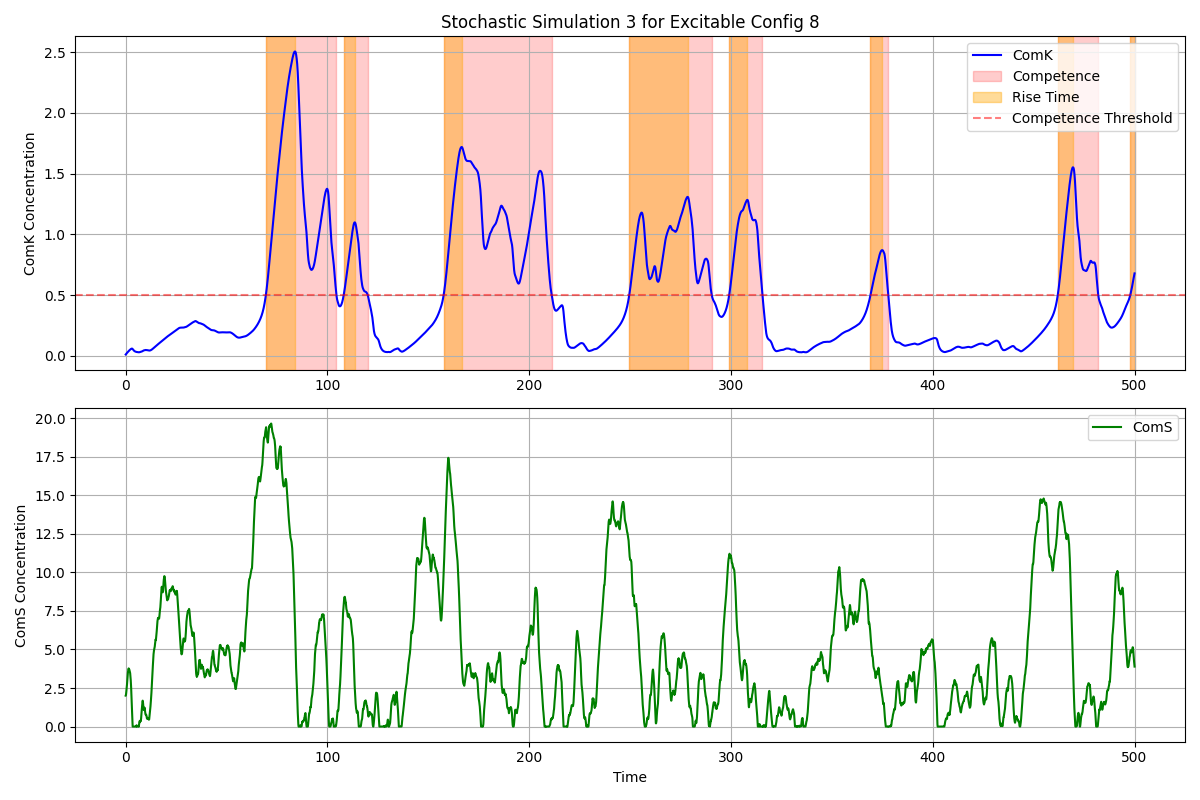 Stochastic Simulation 3 for Excitable Config 8
ComK Concentration
2.5
2.0
1.5
1.0
0.5
0.0
ComK
Competence
Rise Time
Competence Threshold
0 100 200 300 400 500
ComS Concentration
20.0
17.5
15.0
12.5
10.0
7.5
5.0
2.5
0.0
ComS
0 100 200 300 400 500
Time